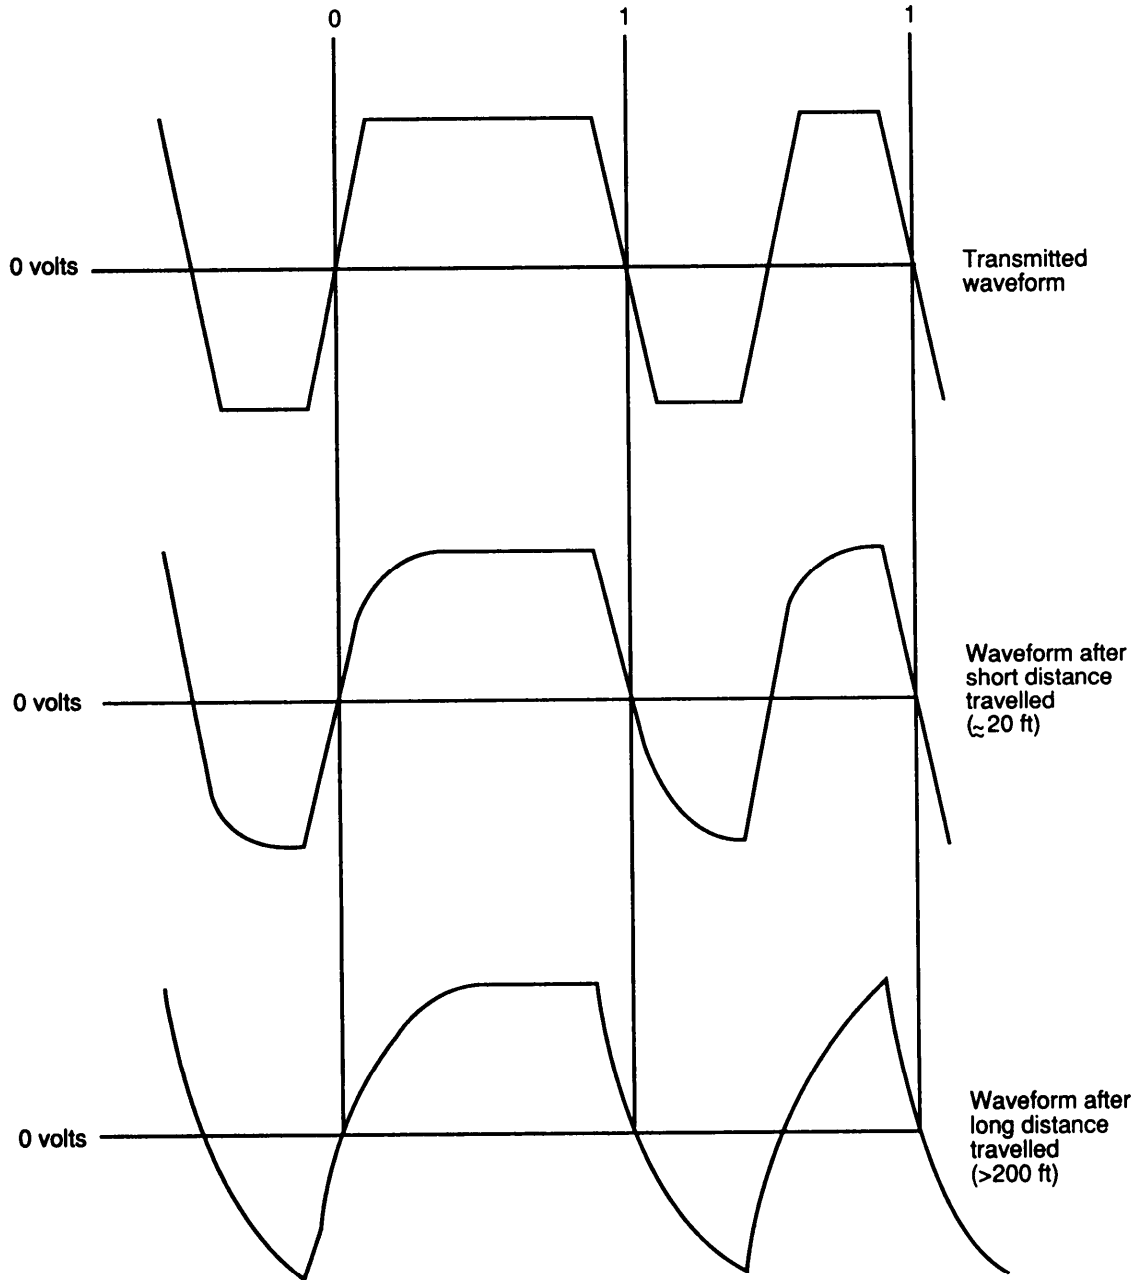 0
1
1
0 volts
Transmitted
waveform
0 volts
Waveform after
short distance
travelled
(≈20 ft)
0 volts
Waveform after
long distance
travelled
(>200 ft)